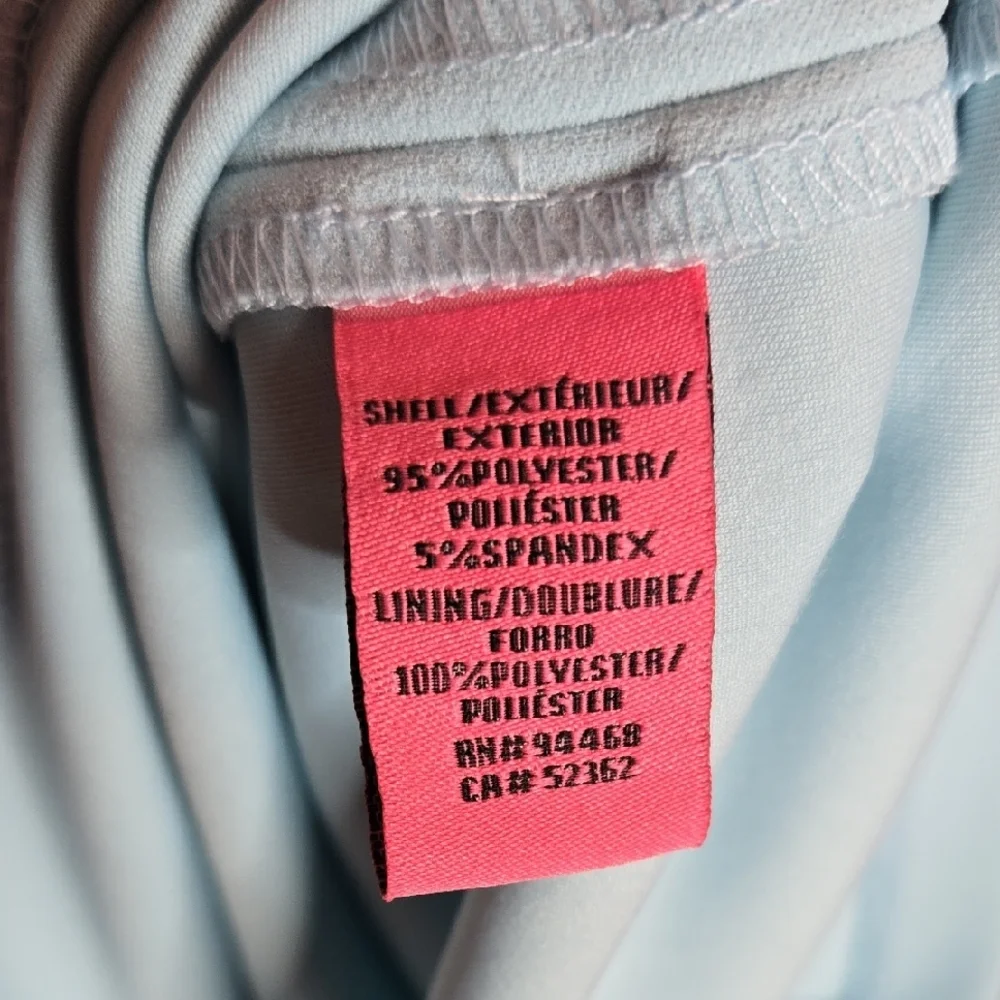 SHELL/EXTÉRIEUR/
EXTERIOR
95%POLYESTER/
POLIÉSTER
5%SPANDEX
LINING/DOUBLURE/
FORRO
100%POLYESTER/
POLIÉSTER
RN# 94468
CA# 52362